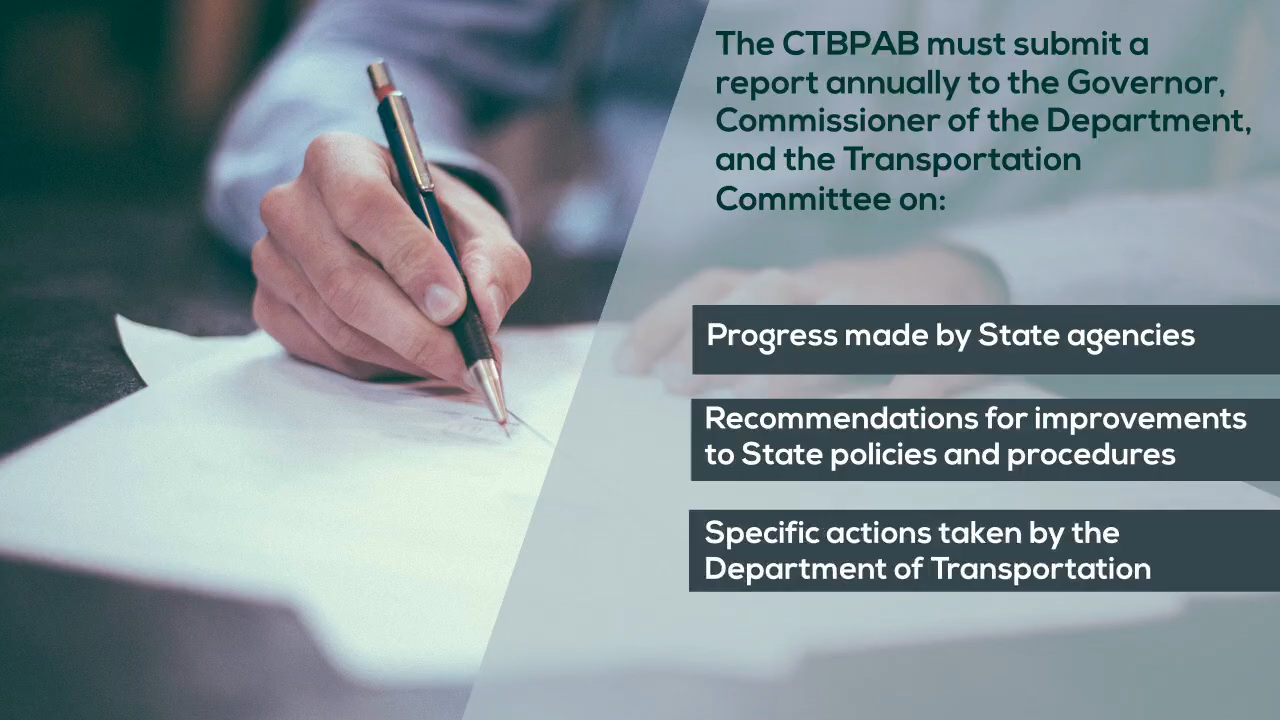 The CTBPAB must submit a
report annually to the Governor,
Commissioner of the Department,
and the Transportation
Committee on:
Progress made by State agencies
Recommendations for improvements
to State policies and procedures
Specific actions taken by the
Department of Transportation